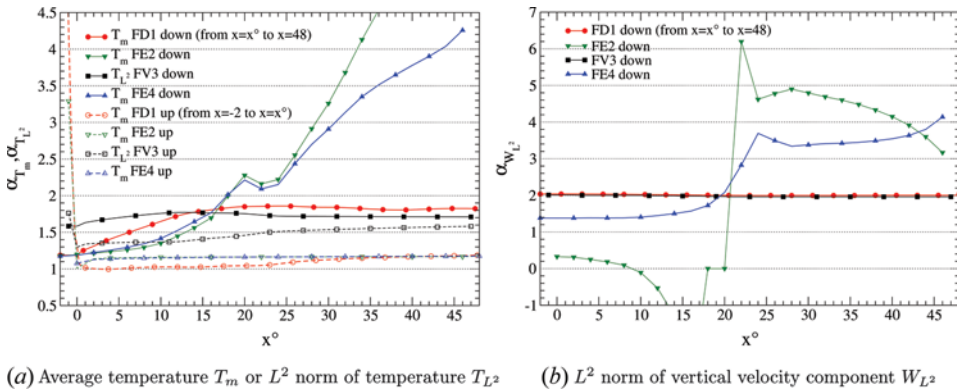 α_Tm, α_TL²
4.5
4
3.5
3
2.5
2
1.5
1
0.5
T_m FD1 down (from x=x° to x=48)
T_m FE2 down
T_L² FV3 down
T_m FE4 down
T_m FD1 up (from x=-2 to x=x°)
T_m FE2 up
T_L² FV3 up
T_m FE4 up
0 5 10 15 20 25 30 35 40 45
x°
(a) Average temperature T_m or L² norm of temperature T_L²
α_WL²
7
6
5
4
3
2
1
0
-1
FD1 down (from x=x° to x=48)
FE2 down
FV3 down
FE4 down
0 5 10 15 20 25 30 35 40 45
x°
(b) L² norm of vertical velocity component W_L²